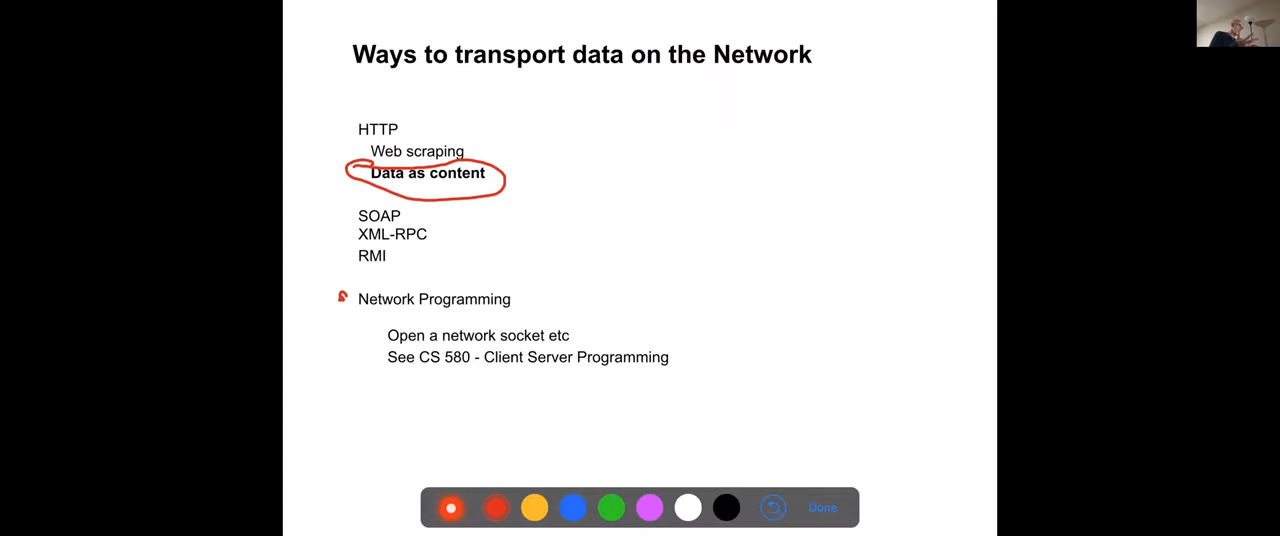 Ways to transport data on the Network
HTTP
Web scraping
Data as content
SOAP
XML-RPC
RMI
Network Programming
Open a network socket etc
See CS 580 - Client Server Programming
Done